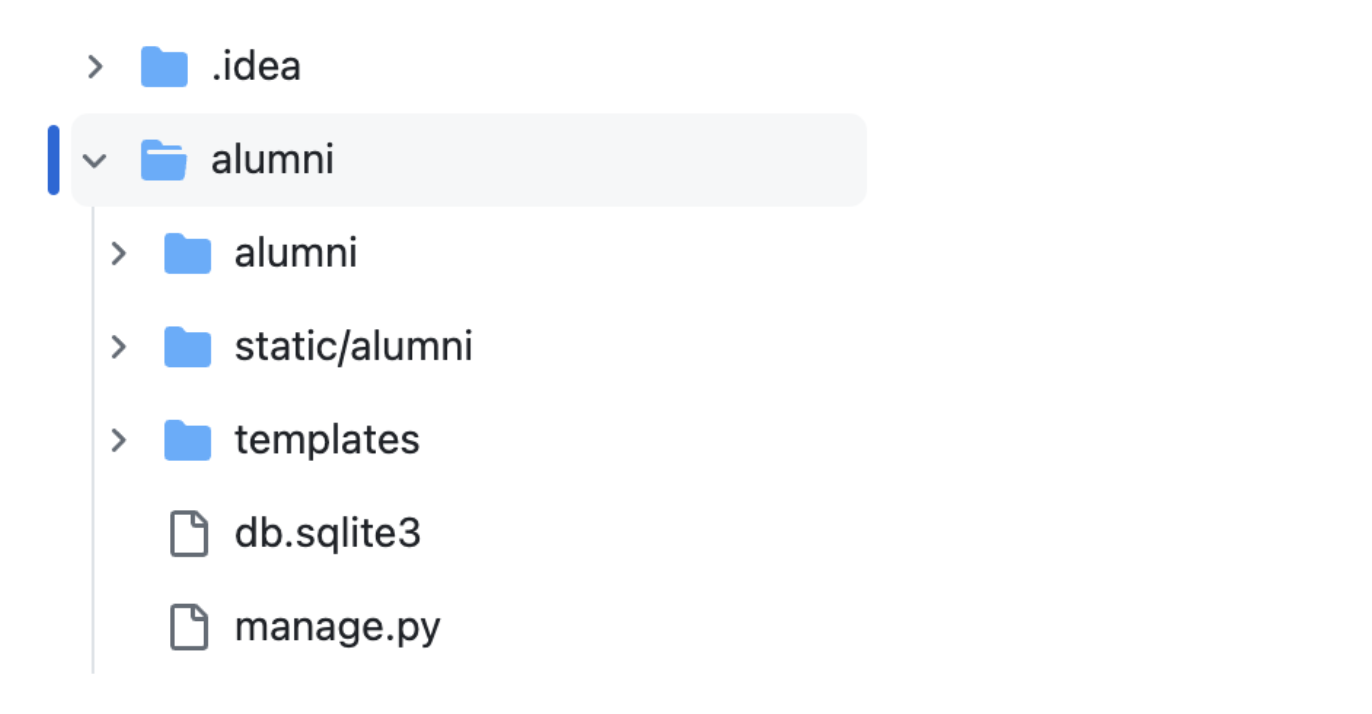 .idea
alumni
alumni
static/alumni
templates
db.sqlite3
manage.py